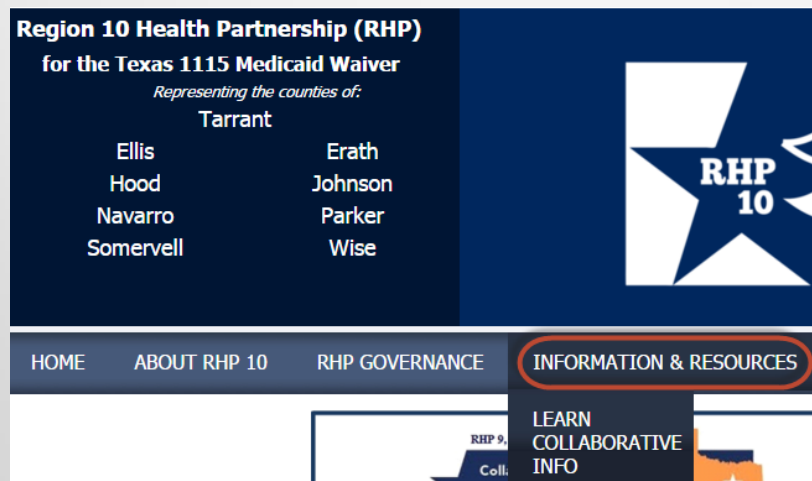 Region 10 Health Partnership (RHP)
for the Texas 1115 Medicaid Waiver
Representing the counties of:
Tarrant
Ellis Erath
Hood Johnson
Navarro Parker
Somervell Wise
RHP
10
HOME ABOUT RHP 10 RHP GOVERNANCE INFORMATION & RESOURCES
LEARN
COLLABORATIVE
INFO
RHP 9,